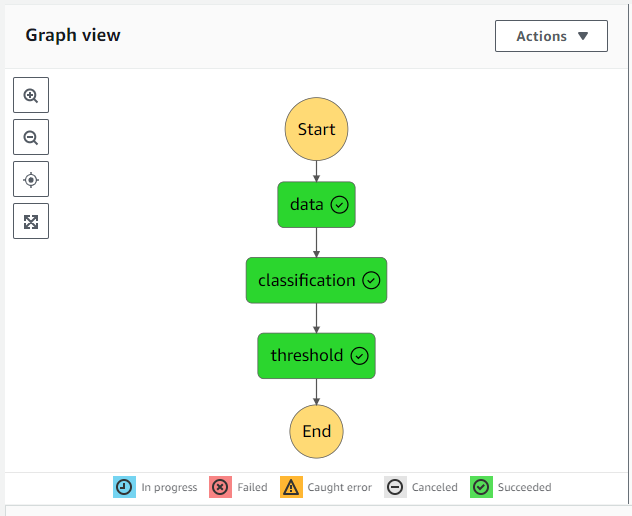 Graph view
Actions
Start
data
classification
threshold
End
In progress Failed Caught error Canceled Succeeded